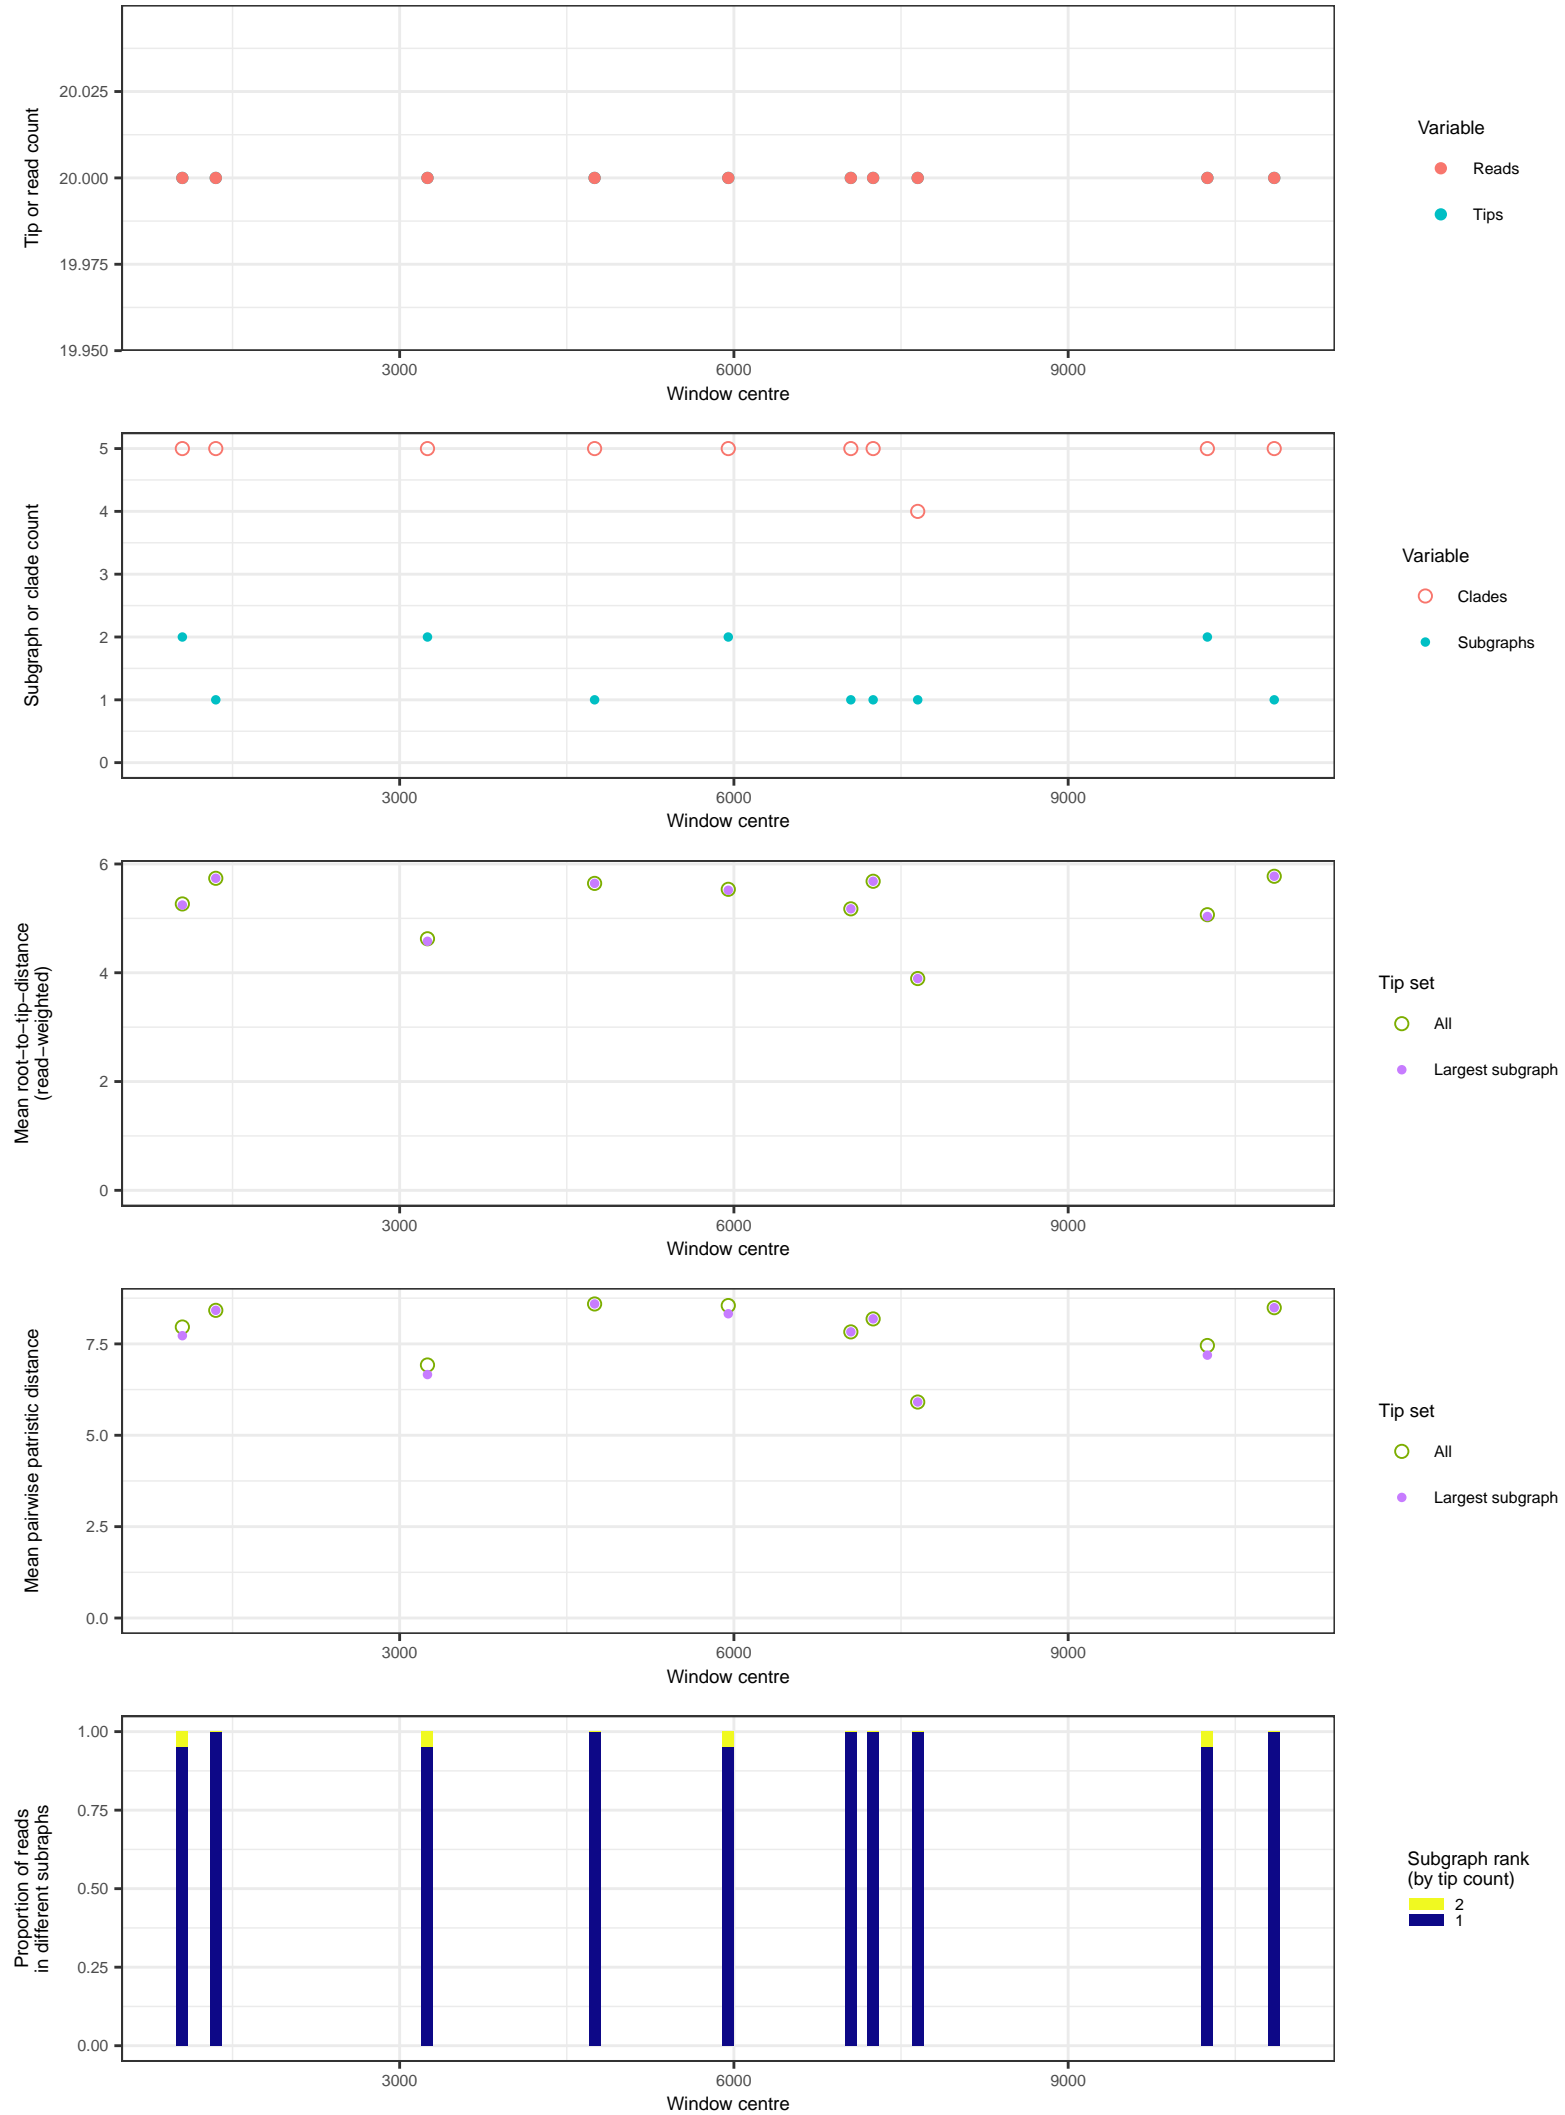 20.025
20.000
19.975
19.950
Tip or read count
3000
6000
9000
Window centre
Variable
Reads
Tips
5
4
3
2
1
0
Subgraph or clade count
3000
6000
9000
Window centre
Variable
Clades
Subgraphs
6
4
2
0
Mean root−to−tip−distance
(read−weighted)
3000
6000
9000
Window centre
Tip set
All
Largest subgraph
7.5
5.0
2.5
0.0
Mean pairwise patristic distance
3000
6000
9000
Window centre
Tip set
All
Largest subgraph
1.00
0.75
0.50
0.25
0.00
Proportion of reads
in different subraphs
3000
6000
9000
Window centre
Subgraph rank
(by tip count)
2
1